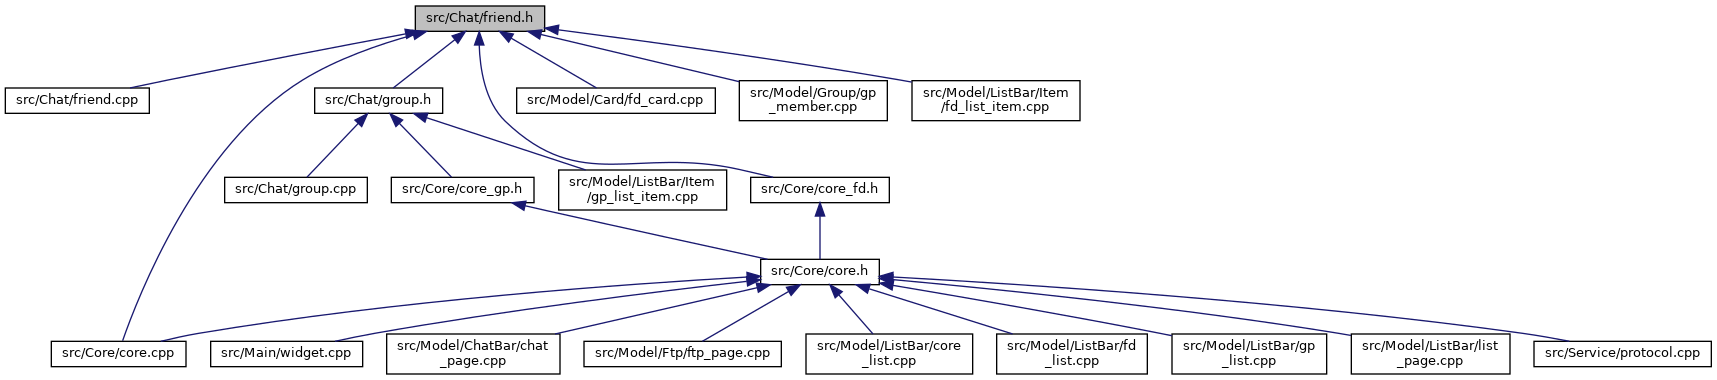 src/Chat/friend.h
src/Chat/friend.cpp
src/Chat/group.h
src/Model/Card/fd_card.cpp
src/Model/Group/gp
_member.cpp
src/Model/ListBar/Item
/fd_list_item.cpp
src/Chat/group.cpp
src/Core/core_gp.h
src/Model/ListBar/Item
/gp_list_item.cpp
src/Core/core_fd.h
src/Core/core.h
src/Core/core.cpp
src/Main/widget.cpp
src/Model/ChatBar/chat
_page.cpp
src/Model/Ftp/ftp_page.cpp
src/Model/ListBar/core
_list.cpp
src/Model/ListBar/fd
_list.cpp
src/Model/ListBar/gp
_list.cpp
src/Model/ListBar/list
_page.cpp
src/Service/protocol.cpp